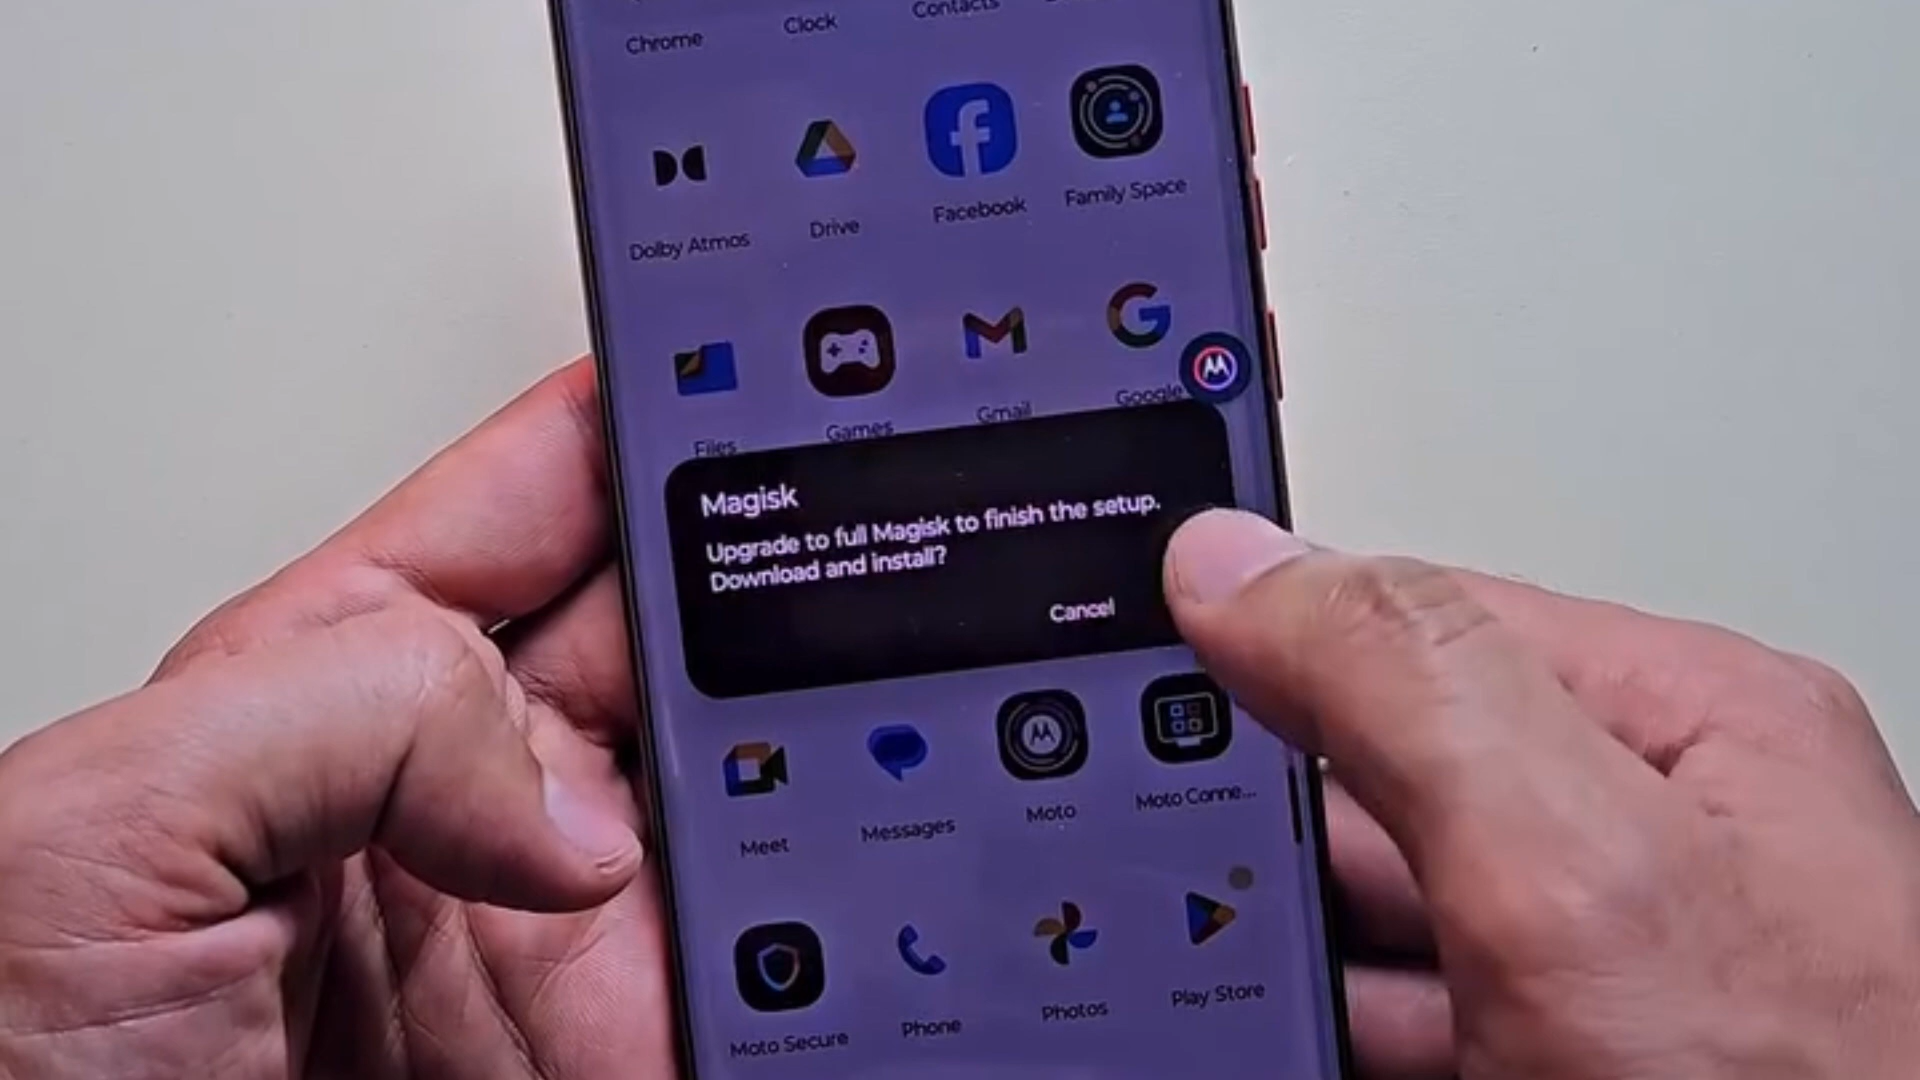 Chrome
Clock
Contacts
Dolby Atmos
Drive
Facebook
Family Space
Files
Games
Gmail
Google
Magisk
Upgrade to full Magisk to finish the setup.
Download and install?
Cancel
Meet
Messages
Moto
Moto Conne...
Moto Secure
Phone
Photos
Play Store